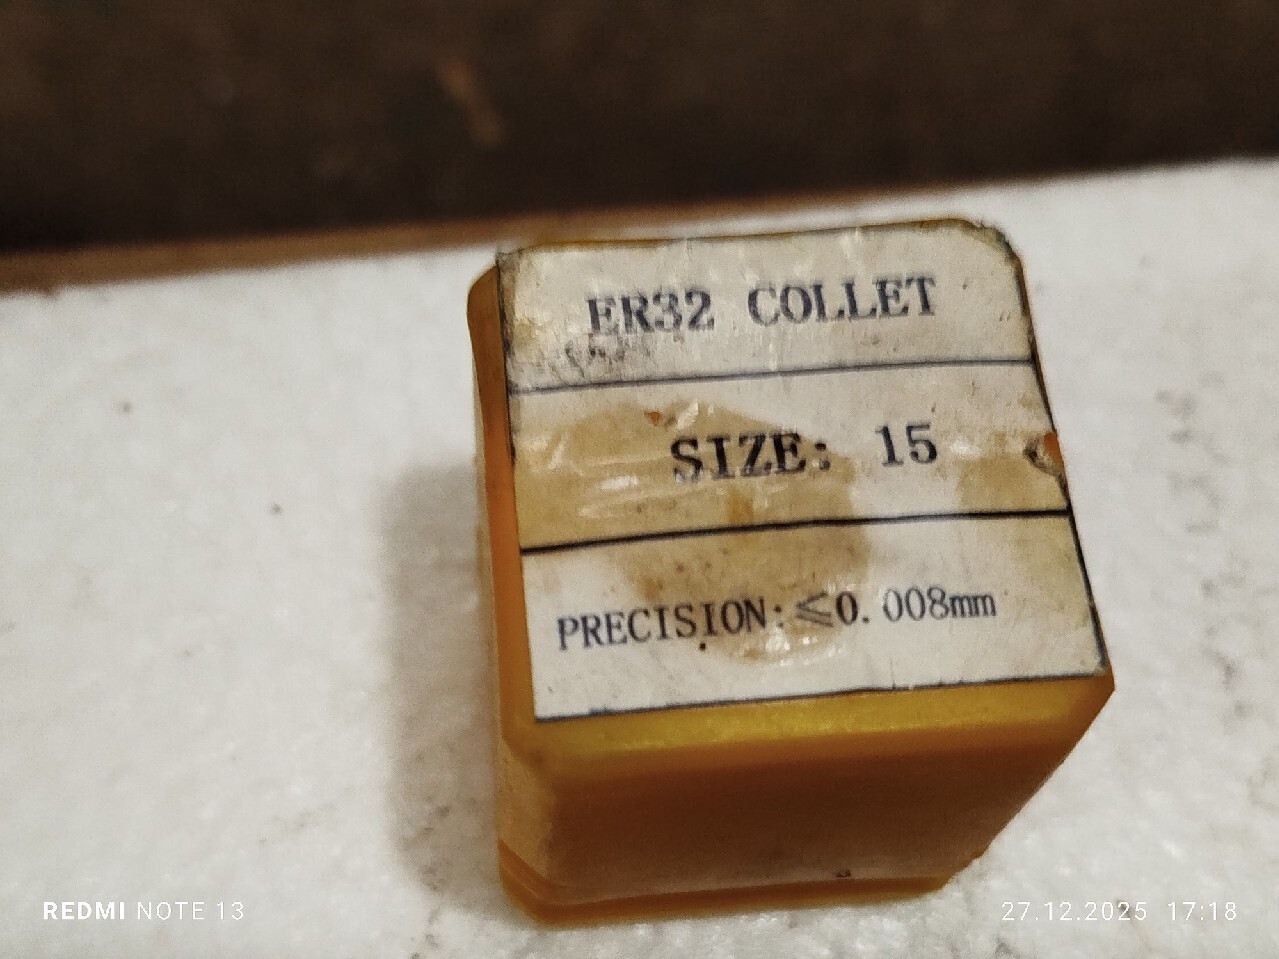 ER32 COLLET
SIZE: 15
PRECISION:≤0.008mm
REDMI NOTE 13
27.12.2025 17:18